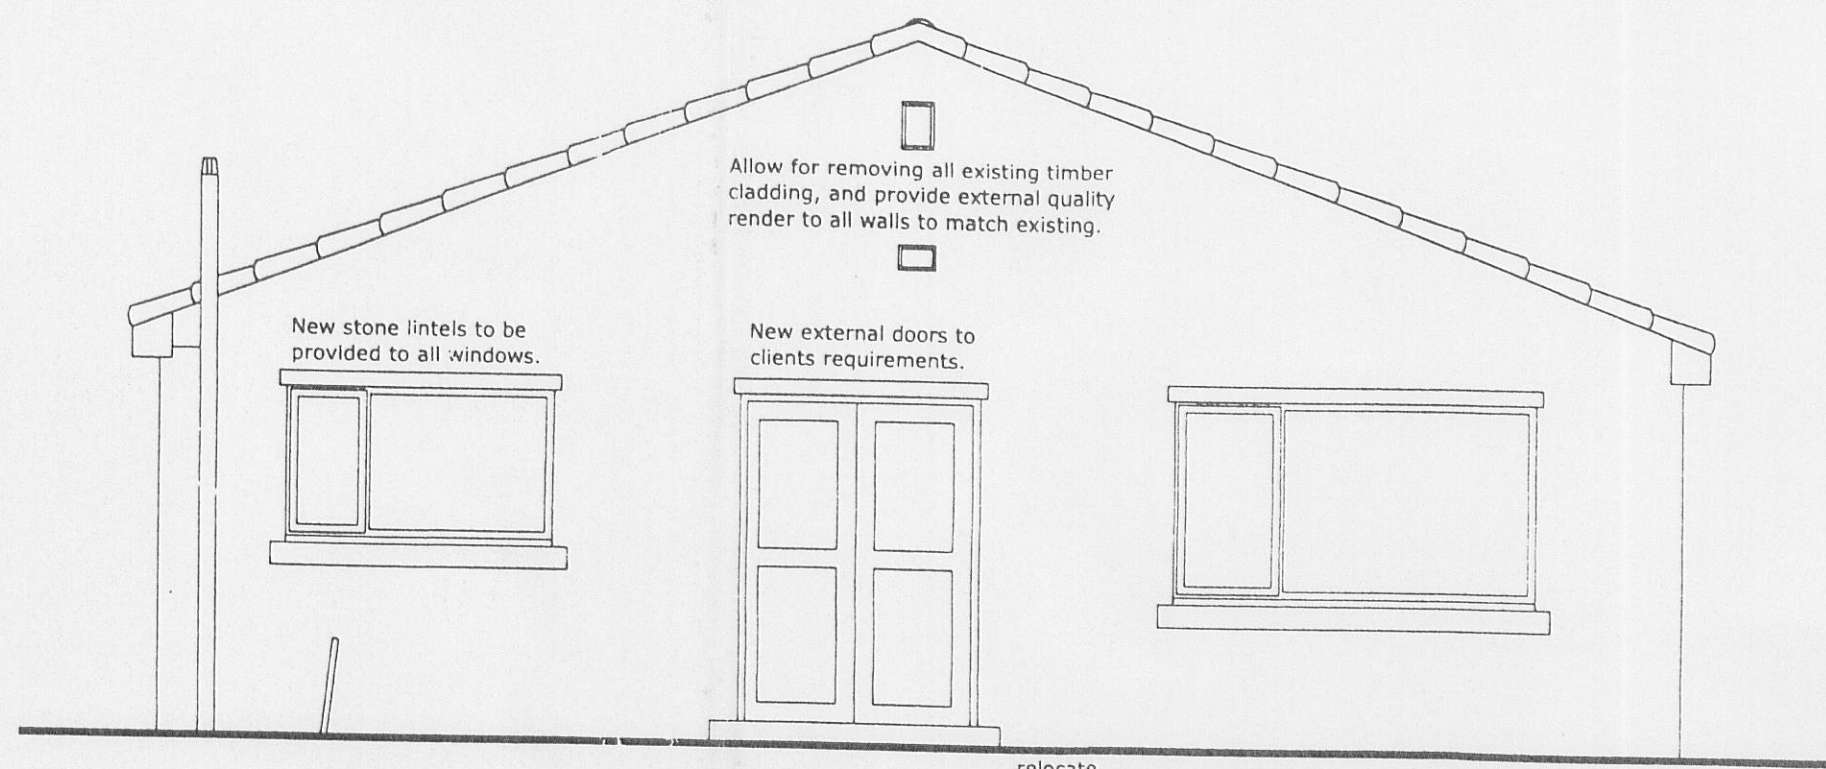 Allow for removing all existing timber
cladding, and provide external quality
render to all walls to match existing.
New stone lintels to be
provided to all windows.
New external doors to
clients requirements.
relocate